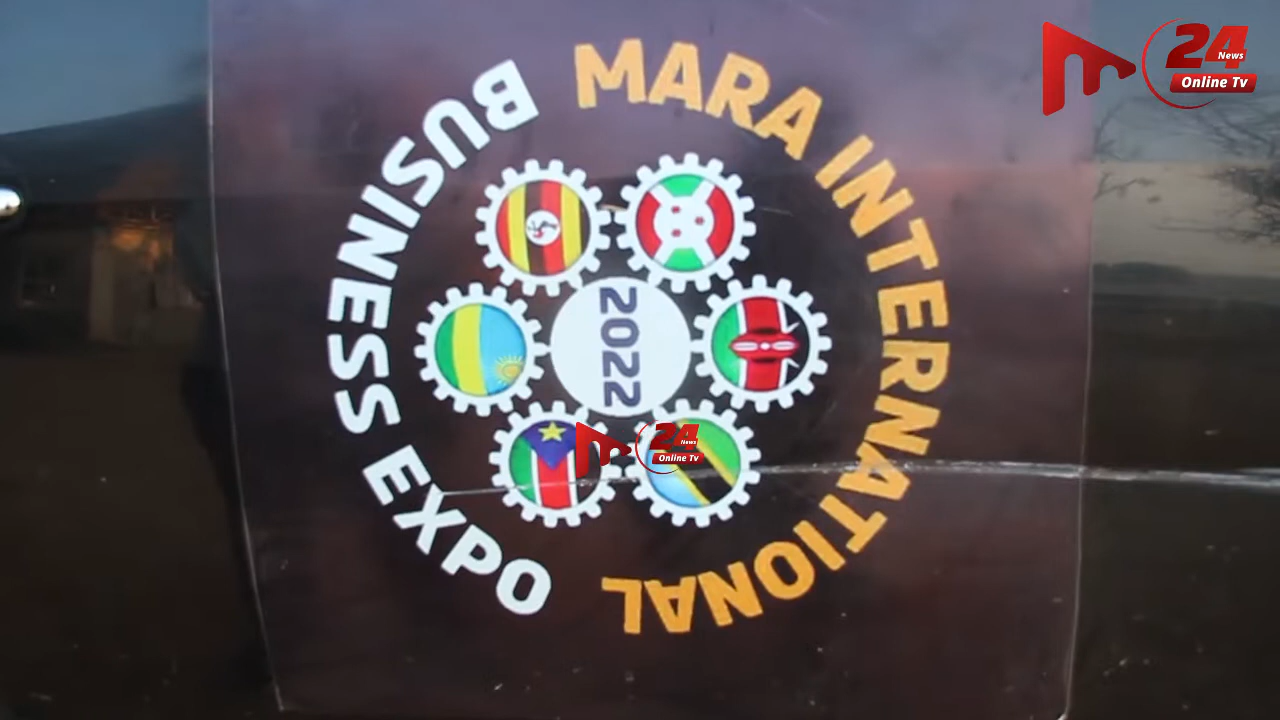 MARA INTERNATIONAL
BUSINESS EXPO
2022
24
News
Online Tv
24
News
Online Tv